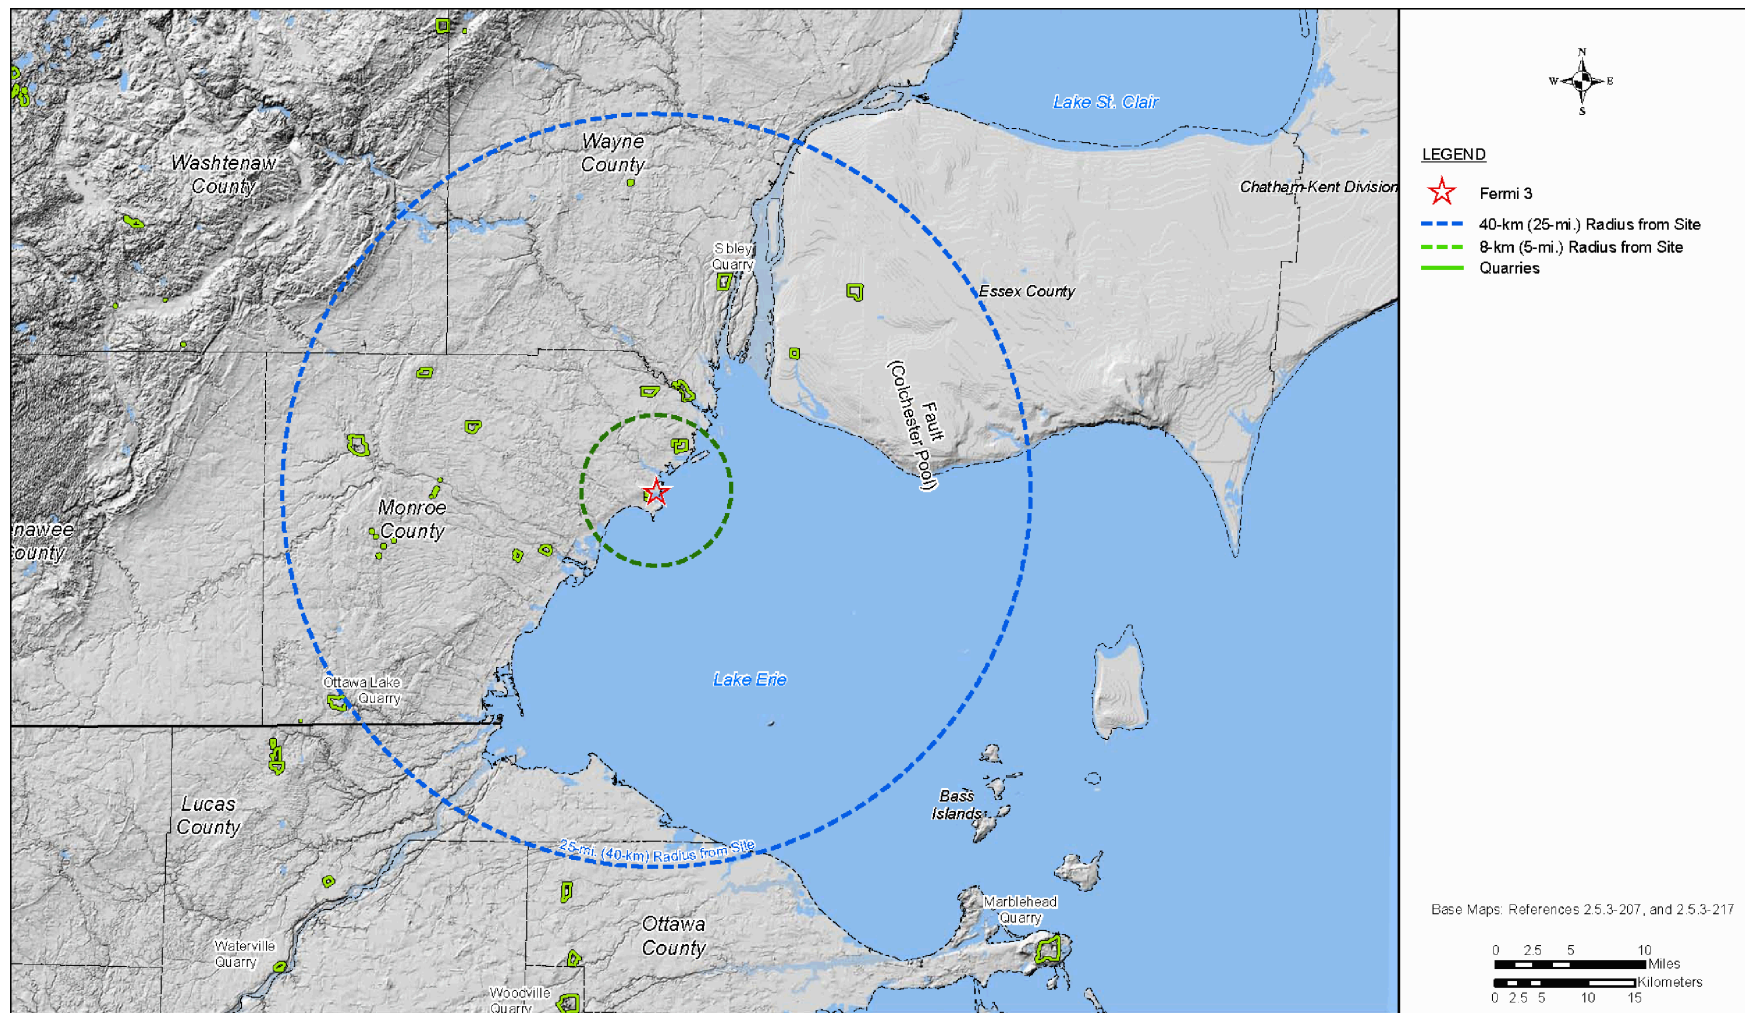 Lake St. Clair
Wayne
County
Washtenaw
County
Chatham-Kent Division
Sibley
Quarry
Essex County
Fault
(Colchester Pool)
Monroe
County
nawee
ounty
Ottawa Lake
Quarry
Lake Erie
Lucas
County
Bass
Islands
25-mi. (40-km) Radius from Site
Marblehead
Quarry
Ottawa
County
Waterville
Quarry
Woodville
Quarry
N
W E
S
LEGEND
Fermi 3
40-km (25-mi.) Radius from Site
8-km (5-mi.) Radius from Site
Quarries
Base Maps: References 2.5.3-207, and 2.5.3-217
0 2.5 5 10
Miles
Kilometers
0 2.5 5 10 15